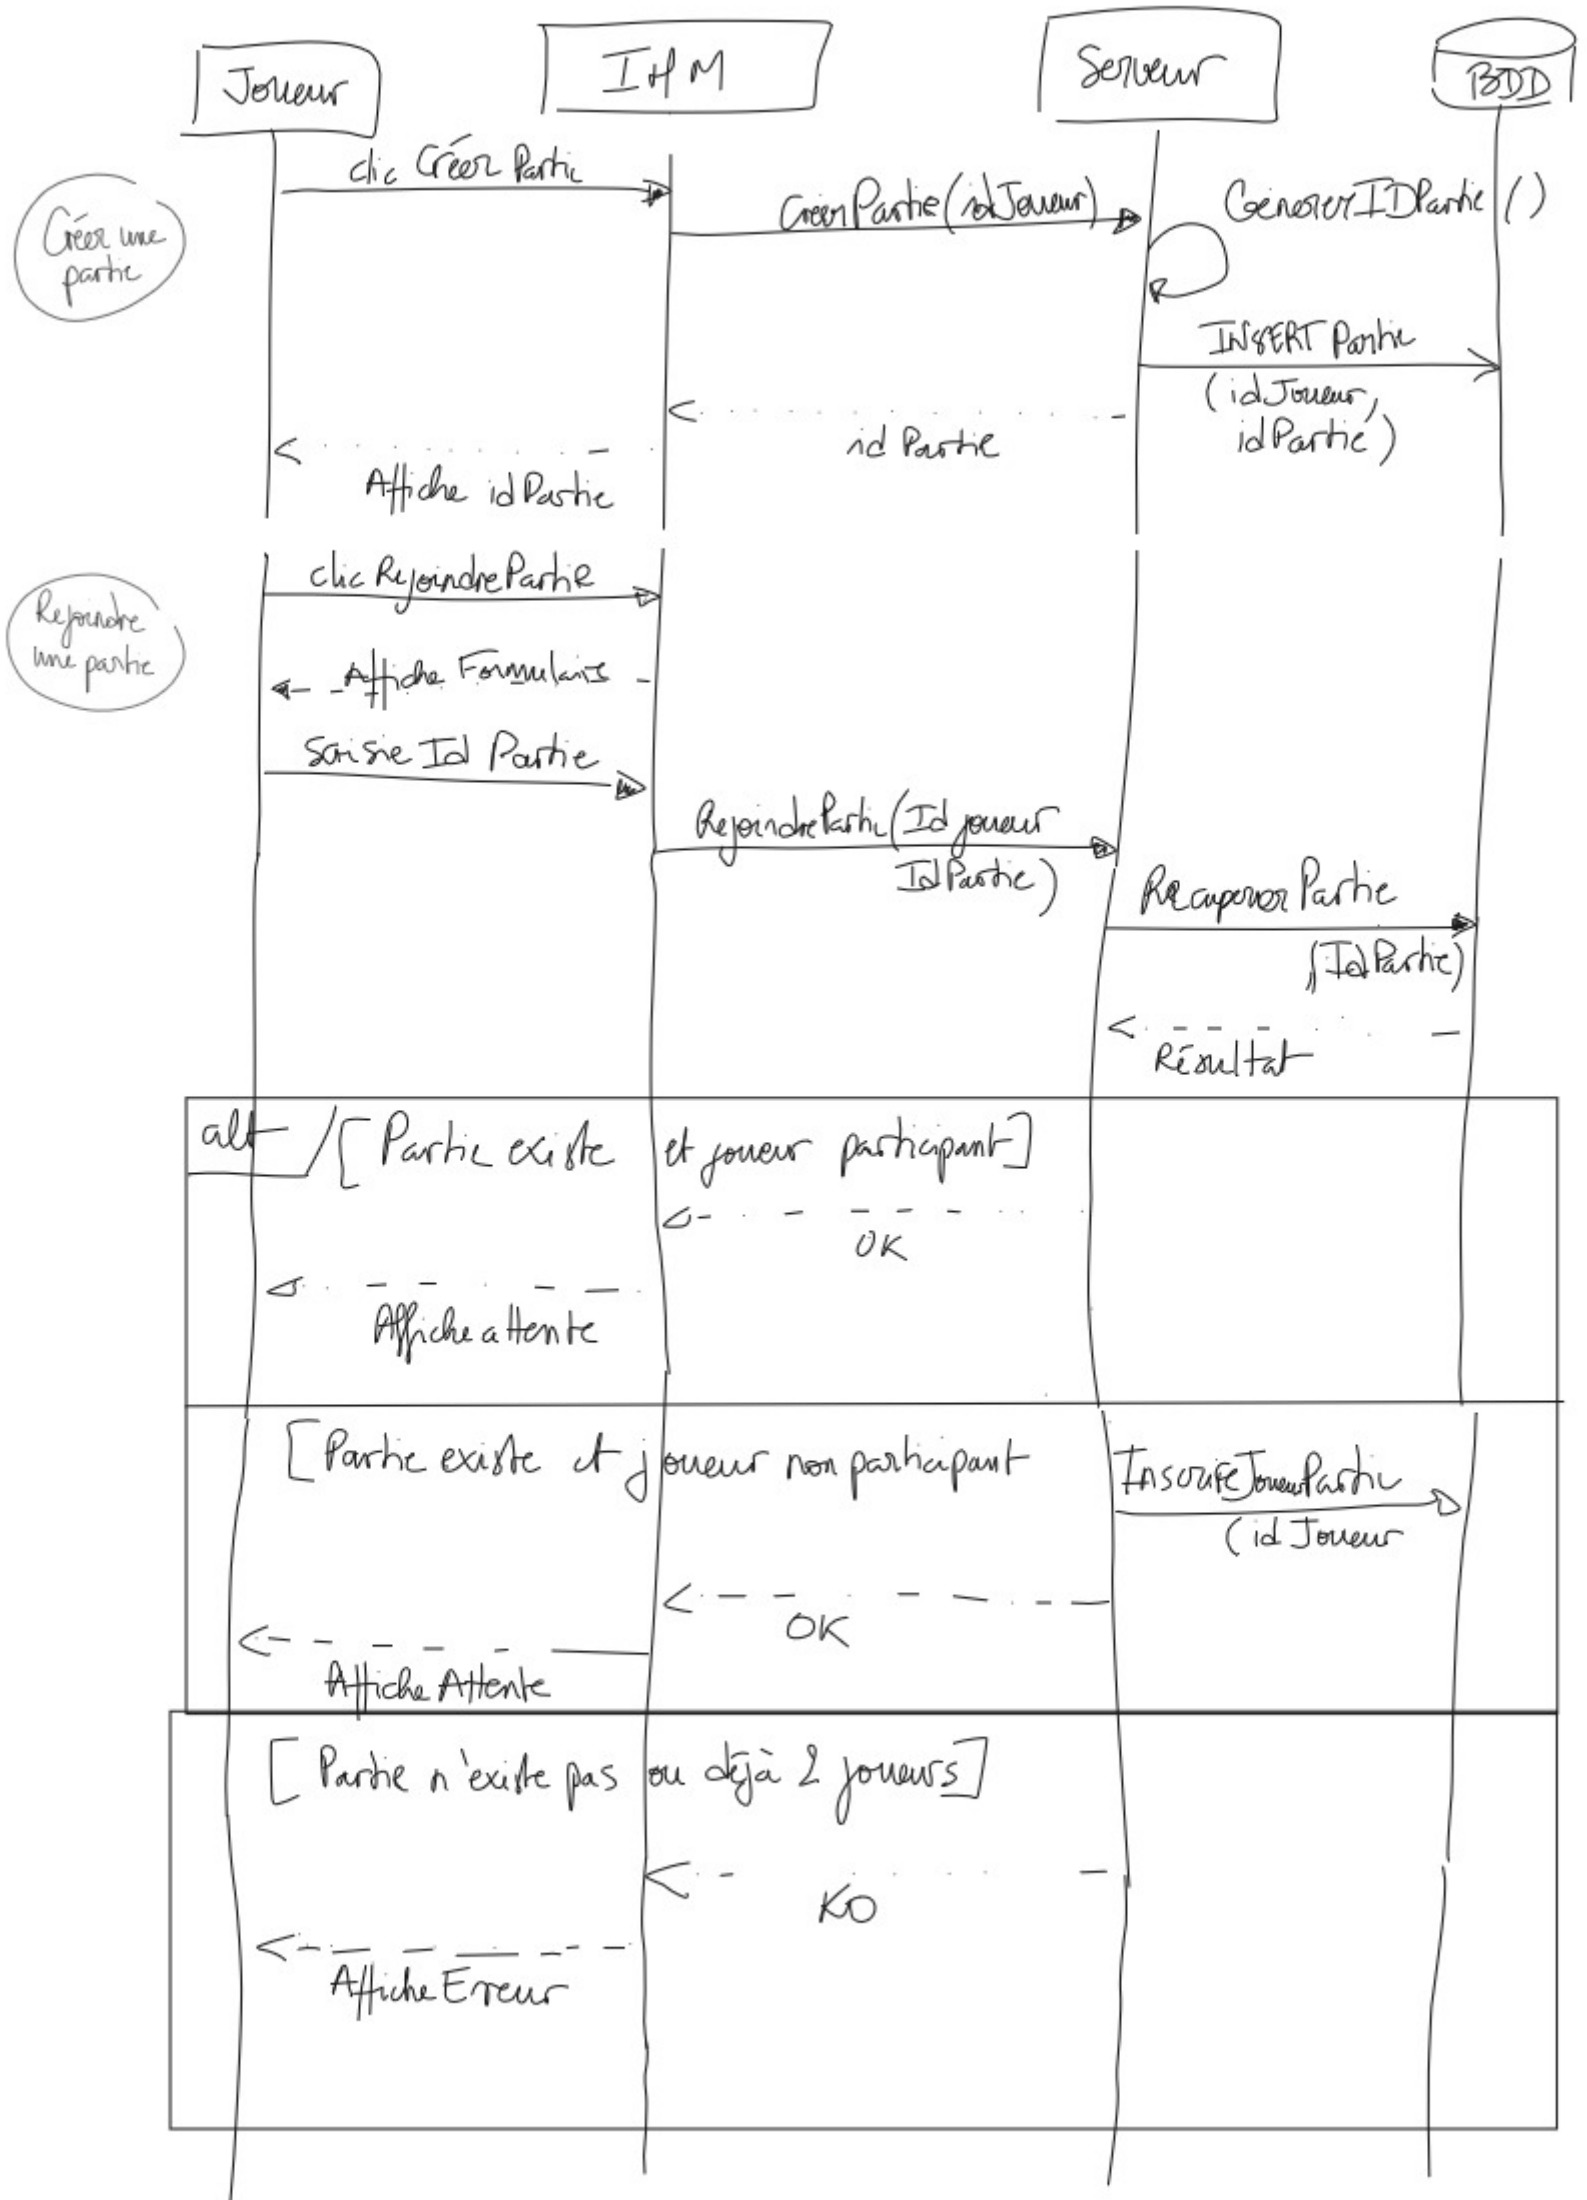 Joueur
IHM
Serveur
BDD
Créer une
partie
clic Créer Partie
CreerPartie(idJoueur)
GenererIDPartie()
INSERT Partie
(idJoueur,
idPartie)
id Partie
Affiche idPartie
Rejoindre
une partie
clic RejoindrePartie
Affiche Formulaire
Saisie Id Partie
RejoindrePartie(Id joueur
IdPartie)
RecupererPartie
(IdPartie)
Résultat
alt
[Partie existe et joueur participant]
OK
Affiche attente
[Partie existe et joueur non participant
InscrireJoueurPartie
(idJoueur
OK
Affiche Attente
[Partie n'existe pas ou déjà 2 joueurs]
KO
Affiche Erreur